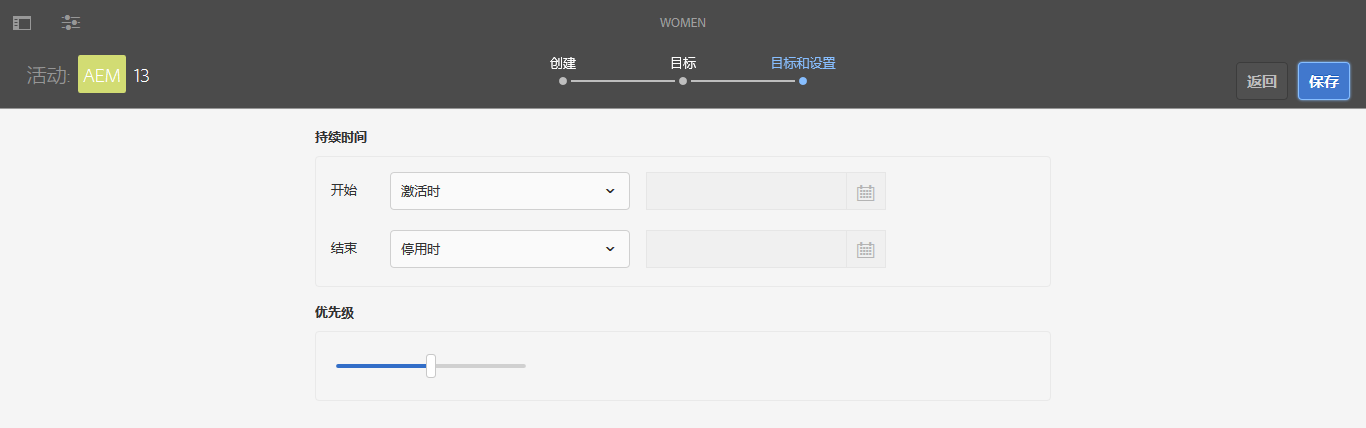 WOMEN
活动: AEM 13
创建 目标 目标和设置
返回 保存
持续时间
开始 激活时
结束 停用时
优先级